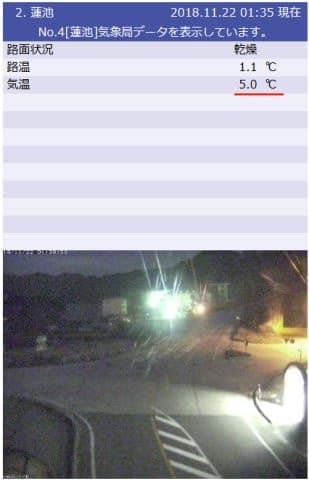 2. 蓮池 2018.11.22 01:35 現在
No.4[蓮池]気象局データを表示しています。
路面状況 乾燥
路温 1.1 ℃
気温 5.0 ℃